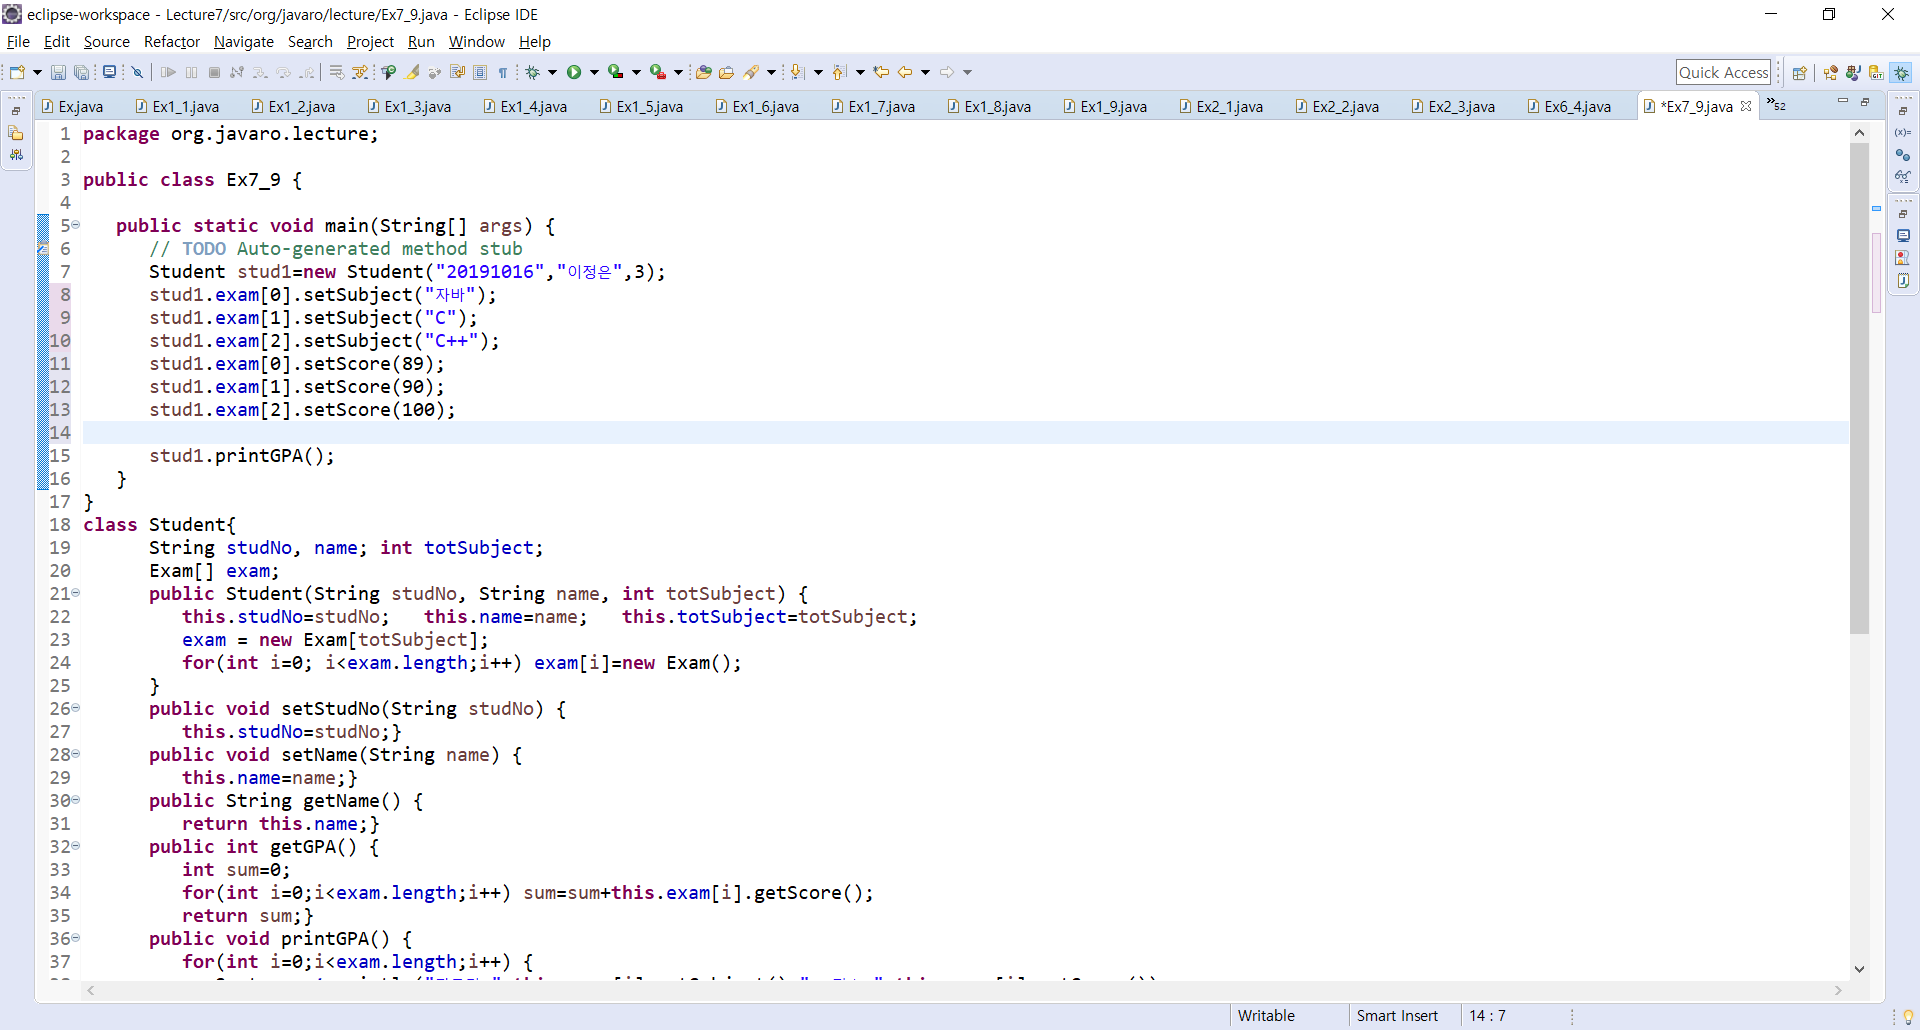 eclipse-workspace - Lecture7/src/org/javaro/lecture/Ex7_9.java - Eclipse IDE
File Edit Source Refactor Navigate Search Project Run Window Help
Quick Access
Ex.java Ex1_1.java Ex1_2.java Ex1_3.java Ex1_4.java Ex1_5.java Ex1_6.java Ex1_7.java Ex1_8.java Ex1_9.java Ex2_1.java Ex2_2.java Ex2_3.java Ex6_4.java *Ex7_9.java »52
1 package org.javaro.lecture;
2
3 public class Ex7_9 {
4
5 public static void main(String[] args) {
6 // TODO Auto-generated method stub
7 Student stud1=new Student("20191016","이정은",3);
8 stud1.exam[0].setSubject("자바");
9 stud1.exam[1].setSubject("C");
10 stud1.exam[2].setSubject("C++");
11 stud1.exam[0].setScore(89);
12 stud1.exam[1].setScore(90);
13 stud1.exam[2].setScore(100);
14
15 stud1.printGPA();
16 }
17 }
18 class Student{
19 String studNo, name; int totSubject;
20 Exam[] exam;
21 public Student(String studNo, String name, int totSubject) {
22 this.studNo=studNo; this.name=name; this.totSubject=totSubject;
23 exam = new Exam[totSubject];
24 for(int i=0; i<exam.length;i++) exam[i]=new Exam();
25 }
26 public void setStudNo(String studNo) {
27 this.studNo=studNo;}
28 public void setName(String name) {
29 this.name=name;}
30 public String getName() {
31 return this.name;}
32 public int getGPA() {
33 int sum=0;
34 for(int i=0;i<exam.length;i++) sum=sum+this.exam[i].getScore();
35 return sum;}
36 public void printGPA() {
37 for(int i=0;i<exam.length;i++) {
Writable Smart Insert 14 : 7